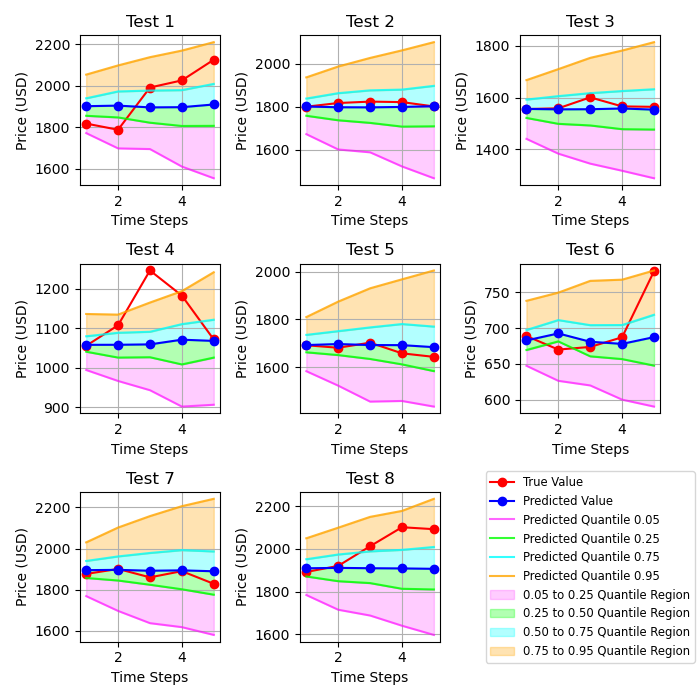 Test 1
Price (USD)
2200
2000
1800
1600
2
4
Time Steps
Test 2
Price (USD)
2000
1800
1600
2
4
Time Steps
Test 3
Price (USD)
1800
1600
1400
2
4
Time Steps
Test 4
Price (USD)
1200
1100
1000
900
2
4
Time Steps
Test 5
Price (USD)
2000
1800
1600
2
4
Time Steps
Test 6
Price (USD)
750
700
650
600
2
4
Time Steps
Test 7
Price (USD)
2200
2000
1800
1600
2
4
Time Steps
Test 8
Price (USD)
2200
2000
1800
1600
2
4
Time Steps
True Value
Predicted Value
Predicted Quantile 0.05
Predicted Quantile 0.25
Predicted Quantile 0.75
Predicted Quantile 0.95
0.05 to 0.25 Quantile Region
0.25 to 0.50 Quantile Region
0.50 to 0.75 Quantile Region
0.75 to 0.95 Quantile Region